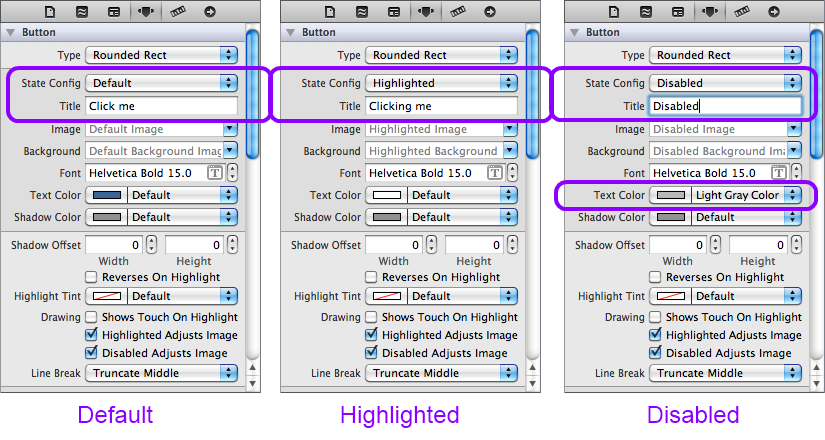 Button
Type Rounded Rect
State Config Default
Title Click me
Image Default Image
Background Default Backgroun
Font Helvetica Bold 15.0 T
Text Color Default
Shadow Color Default
Shadow Offset 0 0
Width Height
Reverses On Highlight
Highlight Tint Default
Drawing Shows Touch On Highlight
Highlighted Adjusts Image
Disabled Adjusts Image
Line Break Truncate Middle
Default
Button
Type Rounded Rect
State Config Highlighted
Title Clicking me
Image Highlighted Image
Background Highlighted Background
Font Helvetica Bold 15.0 T
Text Color Default
Shadow Color Default
Shadow Offset 0 0
Width Height
Reverses On Highlight
Highlight Tint Default
Drawing Shows Touch On Highlight
Highlighted Adjusts Image
Disabled Adjusts Image
Line Break Truncate Middle
Highlighted
Button
Type Rounded Rect
State Config Disabled
Title Disabled
Image Disabled Image
Background Disabled Background Ima
Font Helvetica Bold 15.0 T
Text Color Light Gray Color
Shadow Color Default
Shadow Offset 0 0
Width Height
Reverses On Highlight
Highlight Tint Default
Drawing Shows Touch On Highlight
Highlighted Adjusts Image
Disabled Adjusts Image
Line Break Truncate Middle
Disabled